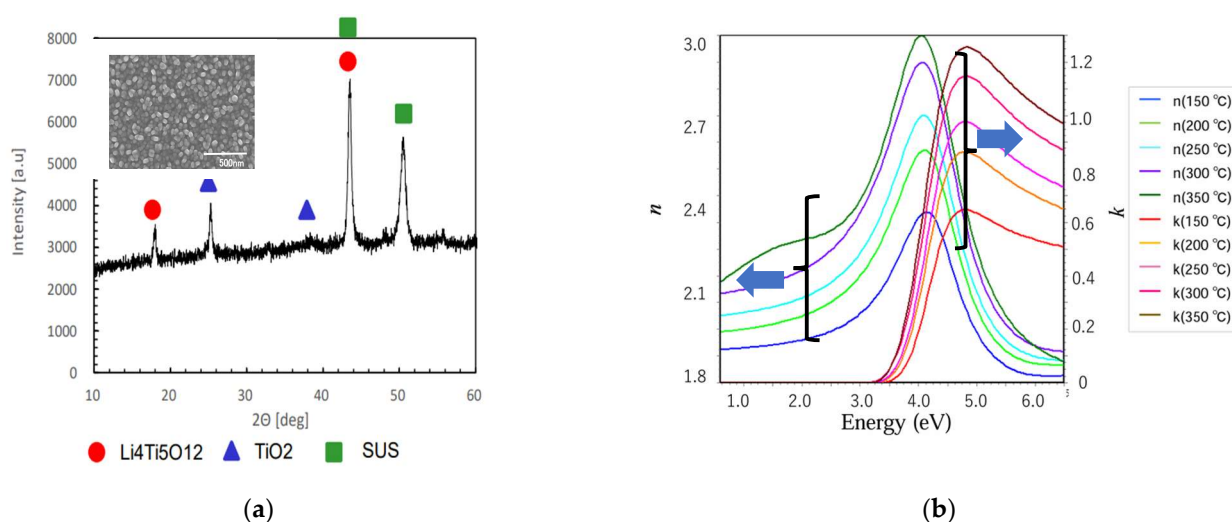 8000
7000
6000
5000
4000
3000
2000
1000
0
Intensity [a.u]
500nm
10
20
30
40
50
60
2Θ [deg]
Li4Ti5O12
TiO2
SUS
(a)
3.0
2.7
2.4
2.1
1.8
n
1.2
1.0
0.8
0.6
0.4
0.2
0
k
1.0
2.0
3.0
4.0
5.0
6.0
5
Energy (eV)
n(150 ℃)
n(200 ℃)
n(250 ℃)
n(300 ℃)
n(350 ℃)
k(150 ℃)
k(200 ℃)
k(250 ℃)
k(300 ℃)
k(350 ℃)
(b)